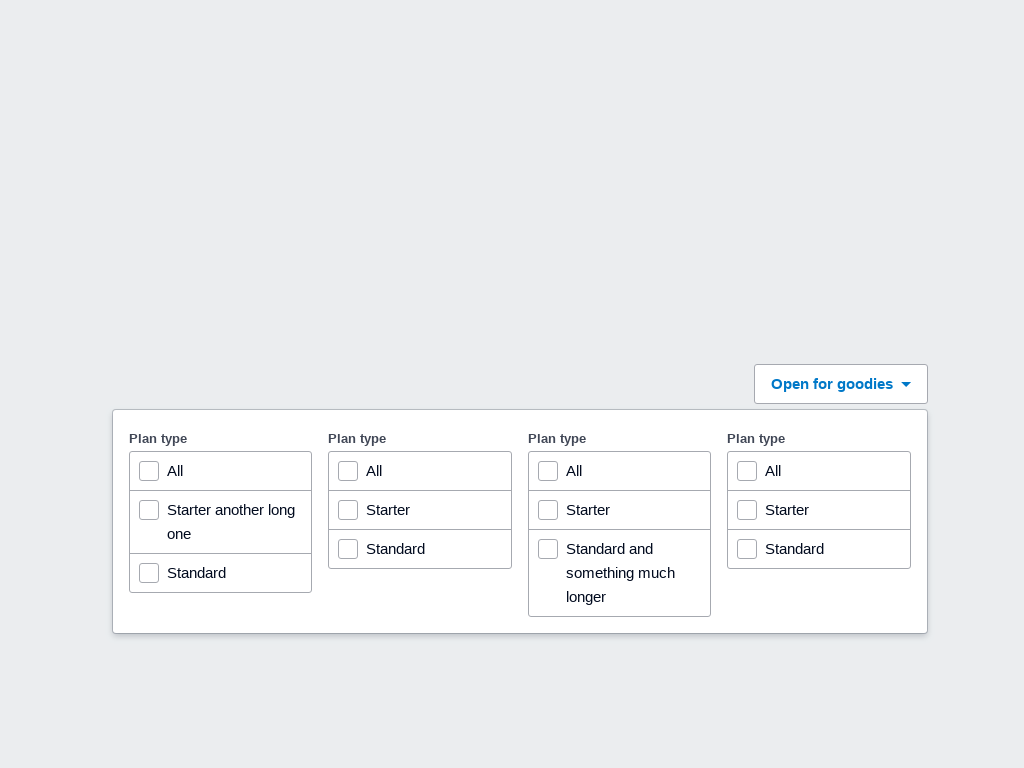 Open for goodies
Plan type
All
Starter another long
one
Standard
Plan type
All
Starter
Standard
Plan type
All
Starter
Standard and
something much
longer
Plan type
All
Starter
Standard